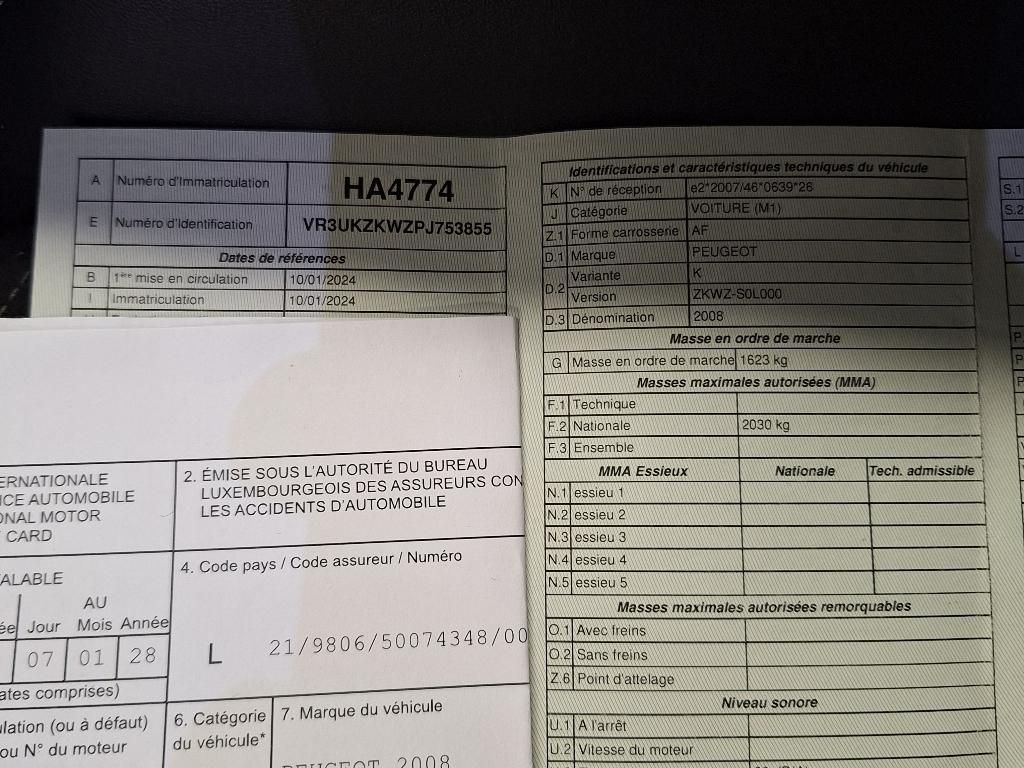 A Numéro d'Immatriculation HA4774
E Numéro d'Identification VR3UKZKWZPJ753855
Dates de références
B 1ère mise en circulation 10/01/2024
I Immatriculation 10/01/2024
Identifications et caractéristiques techniques du véhicule
K N° de réception e2*2007/46*0639*26
J Catégorie VOITURE (M1)
Z.1 Forme carrosserie AF
D.1 Marque PEUGEOT
D.2 Variante K
Version ZKWZ-S0L000
D.3 Dénomination 2008
Masse en ordre de marche
G Masse en ordre de marche 1623 kg
Masses maximales autorisées (MMA)
F.1 Technique
F.2 Nationale 2030 kg
F.3 Ensemble
MMA Essieux Nationale Tech. admissible
N.1 essieu 1
N.2 essieu 2
N.3 essieu 3
N.4 essieu 4
N.5 essieu 5
Masses maximales autorisées remorquables
O.1 Avec freins
O.2 Sans freins
Z.6 Point d'attelage
Niveau sonore
U.1 A l'arrêt
U.2 Vitesse du moteur
S.1
S.2
L
P
P
P
ERNATIONALE
CE AUTOMOBILE
ONAL MOTOR
CARD
2. ÉMISE SOUS L'AUTORITÉ DU BUREAU
LUXEMBOURGEOIS DES ASSUREURS CON
LES ACCIDENTS D'AUTOMOBILE
ALABLE
AU
ée Jour Mois Année
07 01 28
ates comprises)
4. Code pays / Code assureur / Numéro
L 21/9806/50074348/00
ulation (ou à défaut)
ou N° du moteur
6. Catégorie
du véhicule*
7. Marque du véhicule
PEUGEOT 2008